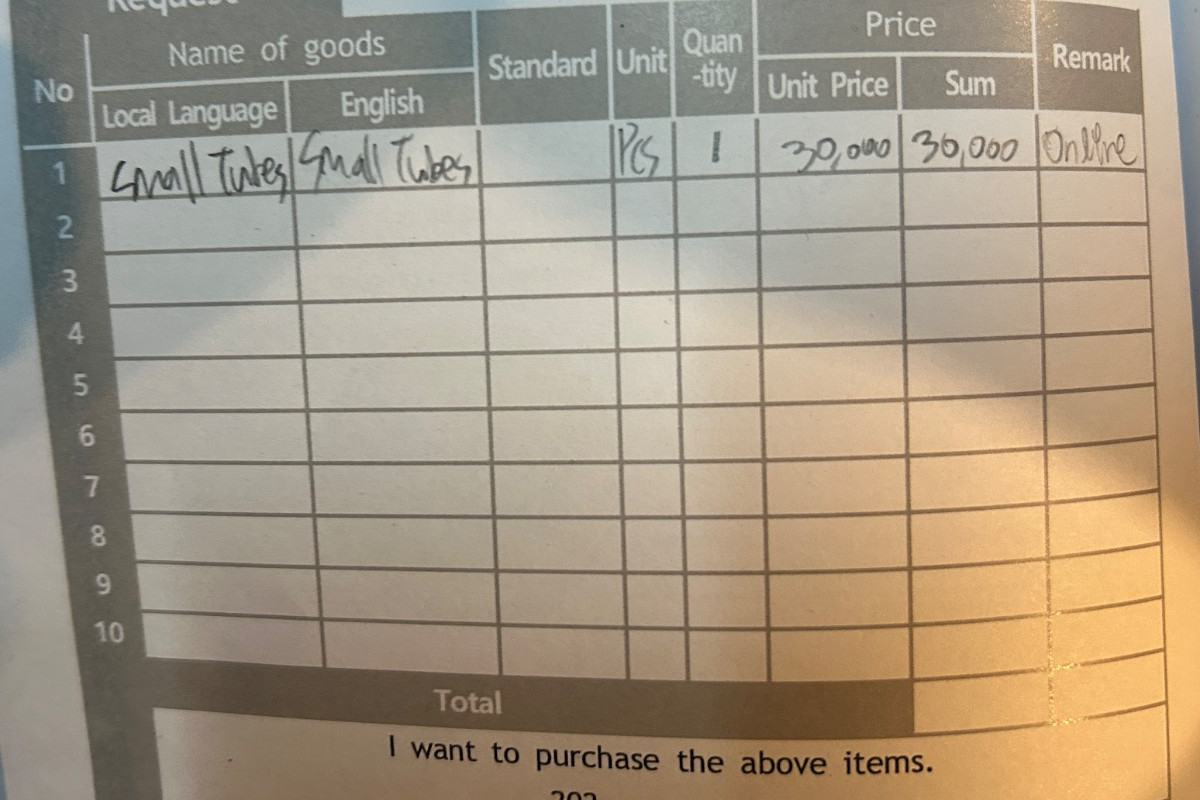 Request
No Name of goods Standard Unit Quan-tity Price Remark
Local Language English Unit Price Sum
1 Small Tubes Small Tubes Pcs 1 30,000 30,000 Online
2
3
4
5
6
7
8
9
10
Total
I want to purchase the above items.